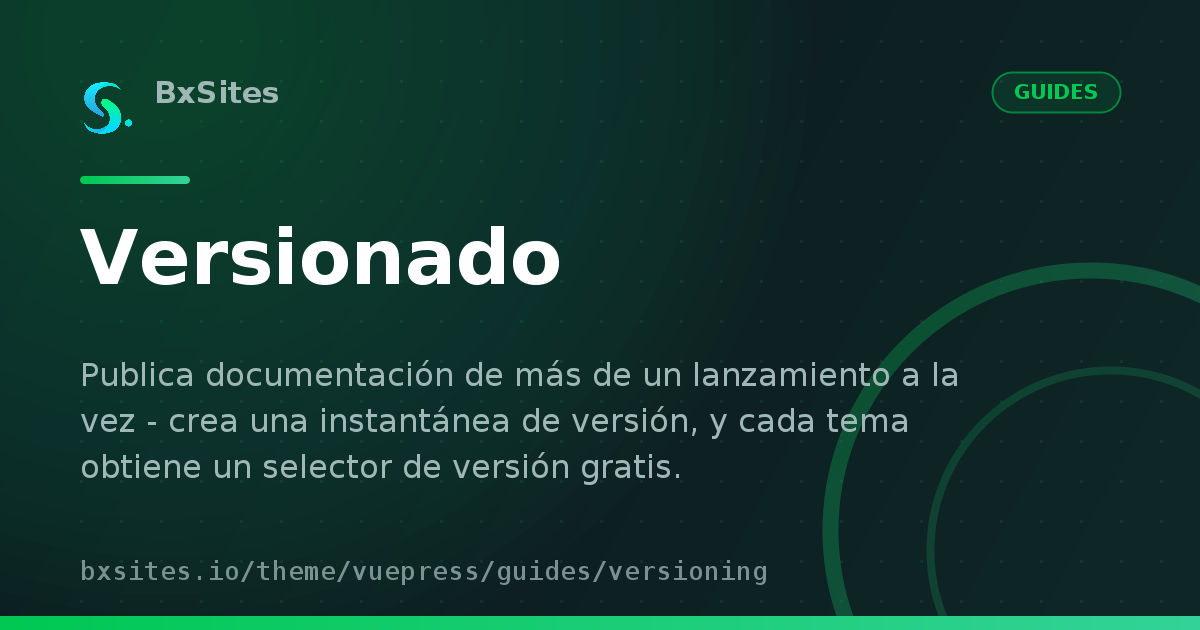 BxSites
GUIDES
Versionado
Publica documentación de más de un lanzamiento a la
vez - crea una instantánea de versión, y cada tema
obtiene un selector de versión gratis.
bxsites.io/theme/vuepress/guides/versioning